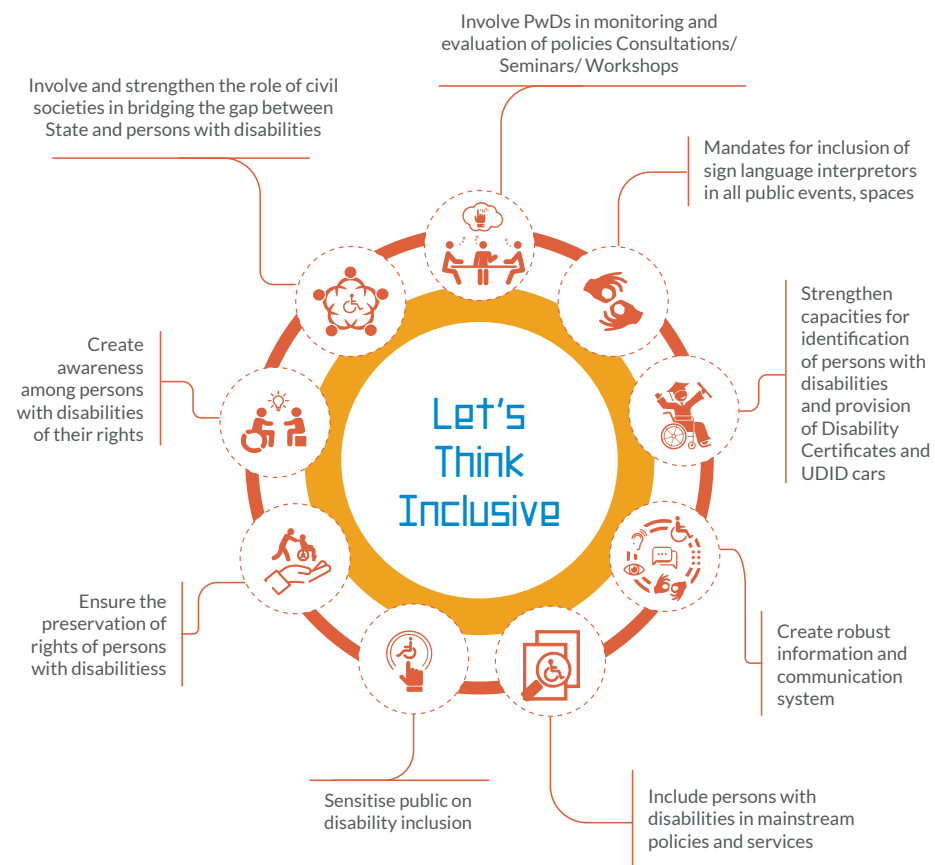 Involve PwDs in monitoring and
evaluation of policies Consultations/
Seminars/ Workshops
Involve and strengthen the role of civil
societies in bridging the gap between
State and persons with disabilities
Mandates for inclusion of
sign language interpretors
in all public events, spaces
Strengthen
capacities for
identification
of persons with
disabilities
and provision
of Disability
Certificates and
UDID cars
Create
awareness
among persons
with disabilities
of their rights
Let's
Think
Inclusive
Ensure the
preservation of
rights of persons
with disabilitiess
Create robust
information and
communication
system
Sensitise public on
disability inclusion
Include persons with
disabilities in mainstream
policies and services